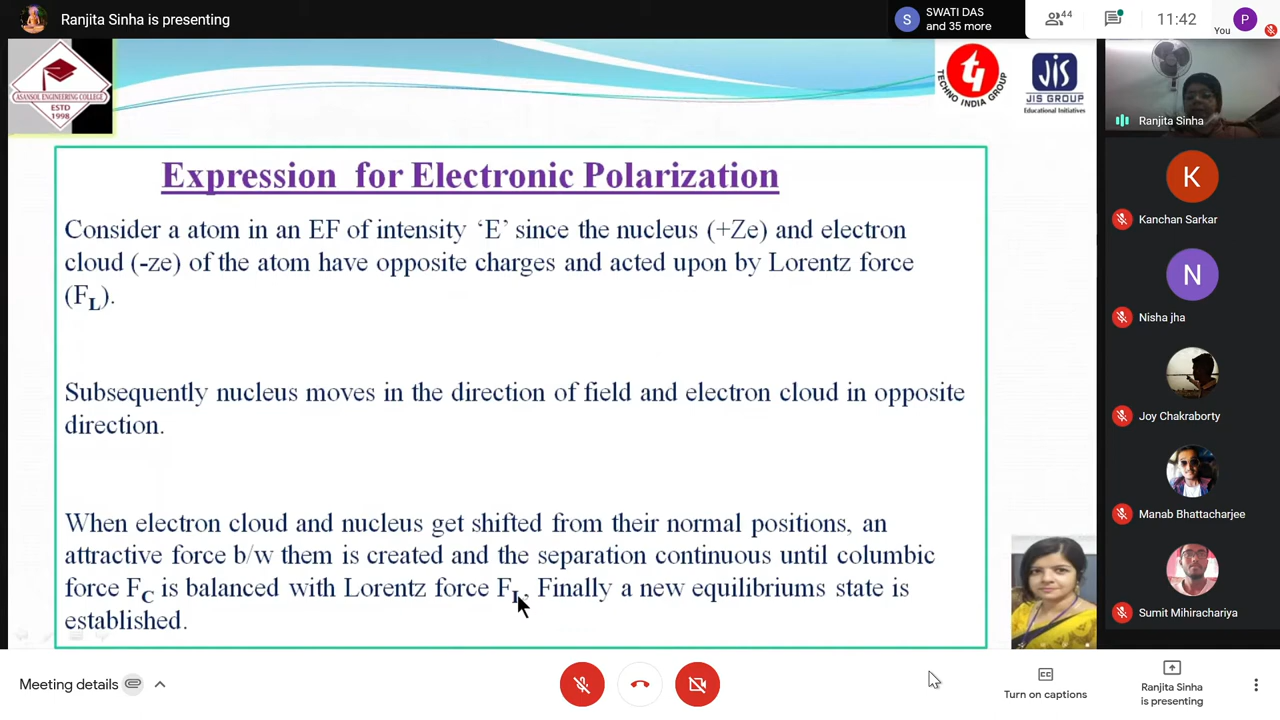 Ranjita Sinha is presenting
S
SWATI DAS
and 35 more
44
11:42
You
P
ASANSOL ENGINEERING COLLEGE
ESTD
1998
TECHNO INDIA GROUP
JIS
JIS GROUP
Educational Initiatives
Expression for Electronic Polarization
Consider a atom in an EF of intensity ‘E’ since the nucleus (+Ze) and electron
cloud (-ze) of the atom have opposite charges and acted upon by Lorentz force
(FL).
Subsequently nucleus moves in the direction of field and electron cloud in opposite
direction.
When electron cloud and nucleus get shifted from their normal positions, an
attractive force b/w them is created and the separation continuous until columbic
force FC is balanced with Lorentz force FL, Finally a new equilibriums state is
established.
Ranjita Sinha
K
Kanchan Sarkar
N
Nisha jha
Joy Chakraborty
Manab Bhattacharjee
Sumit Mihirachariya
Meeting details
Turn on captions
Ranjita Sinha
is presenting